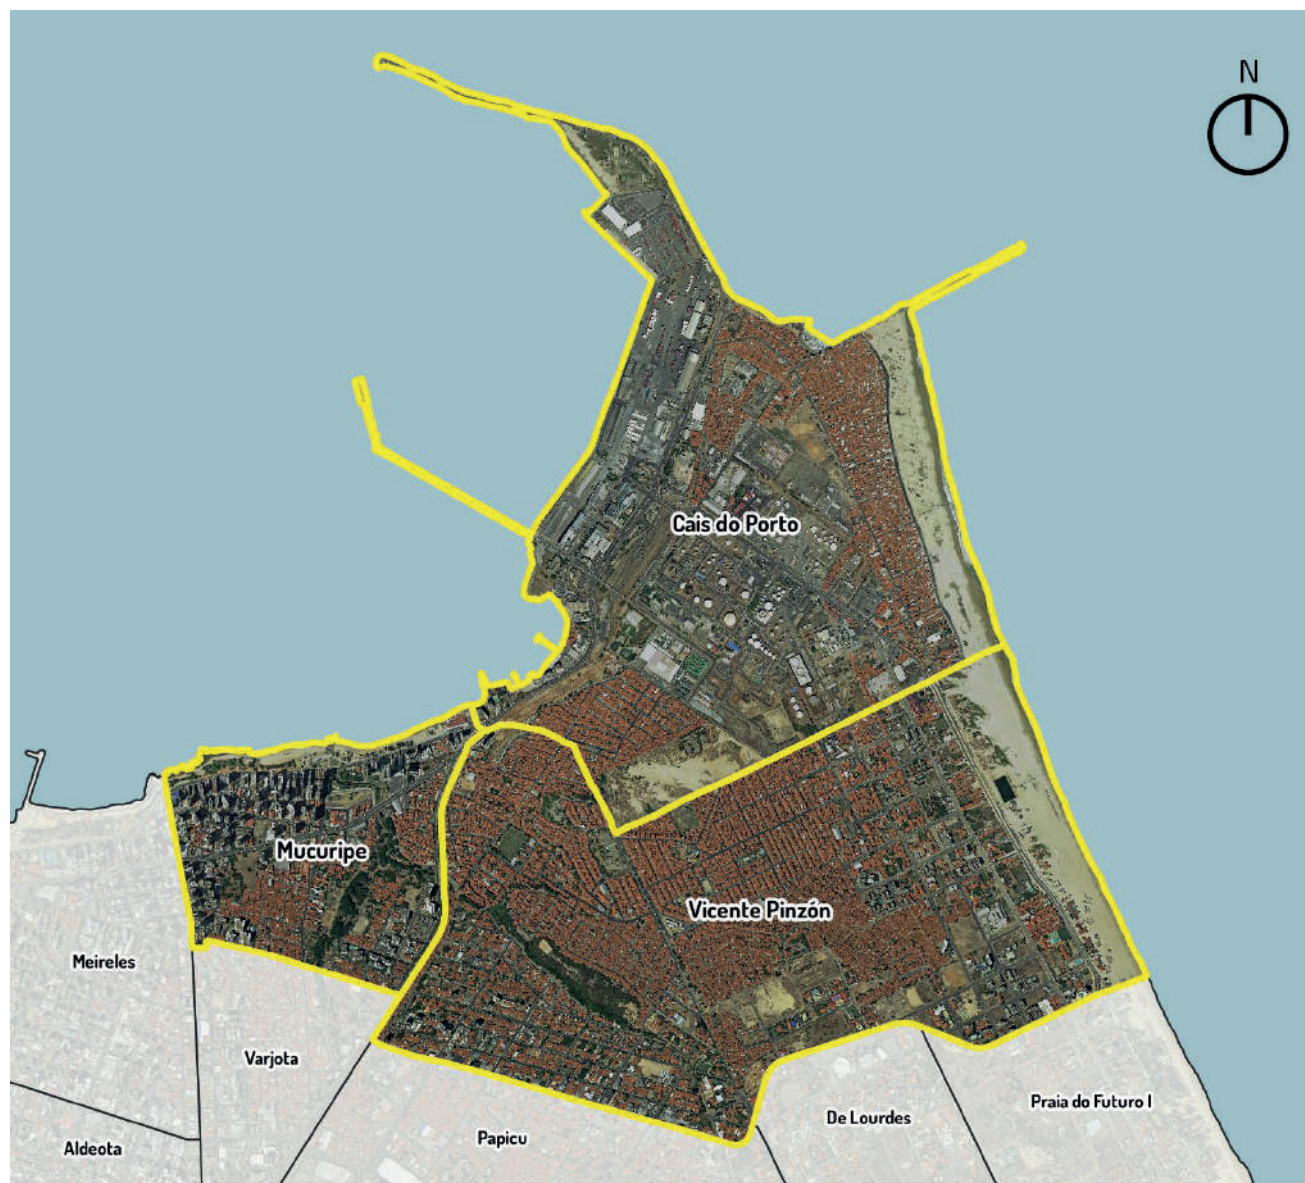 N
Cais do Porto
Mucuripe
Vicente Pinzón
Meireles
Varjota
Praia do Futuro I
De Lourdes
Papicu
Aldeota